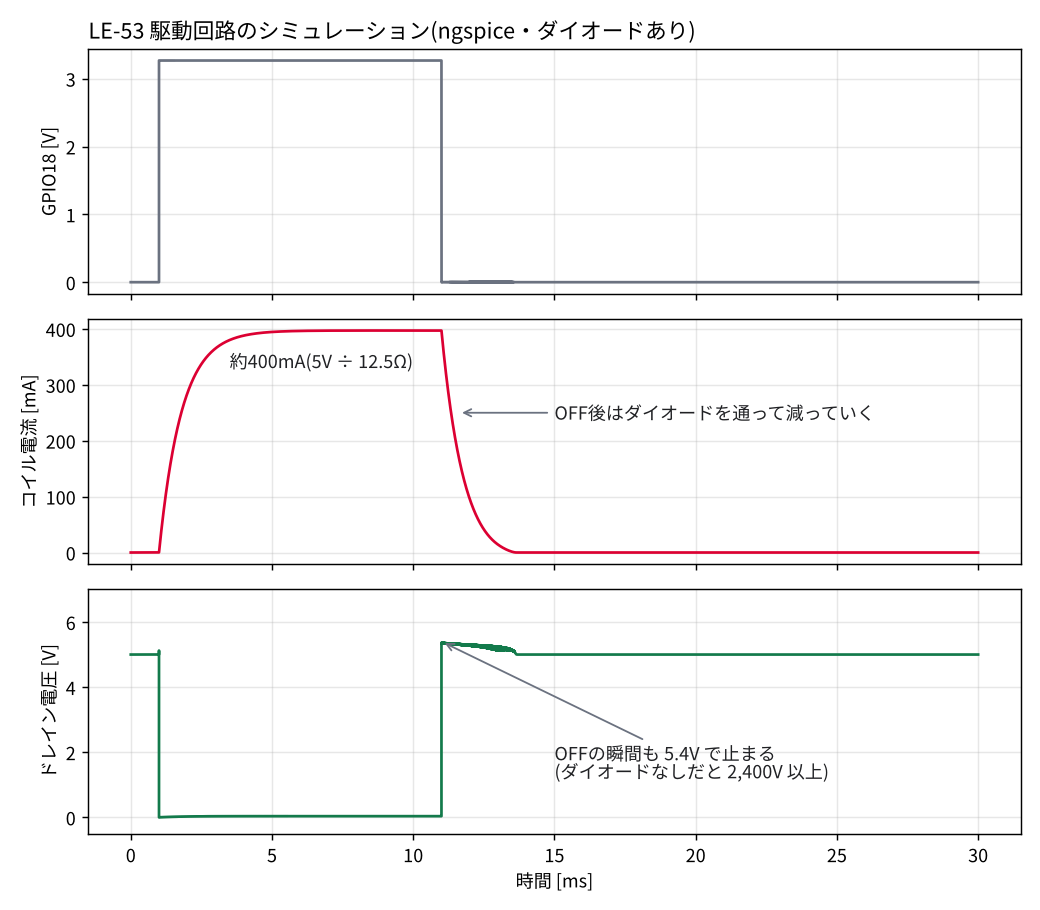 LE-53 駆動回路のシミュレーション(ngspice・ダイオードあり)
GPIO18 [V]
3
2
1
0
コイル電流 [mA]
400
300
200
100
0
約400mA(5V ÷ 12.5Ω)
OFF後はダイオードを通って減っていく
ドレイン電圧 [V]
6
4
2
0
OFFの瞬間も 5.4V で止まる
(ダイオードなしだと 2,400V 以上)
0 5 10 15 20 25 30
時間 [ms]